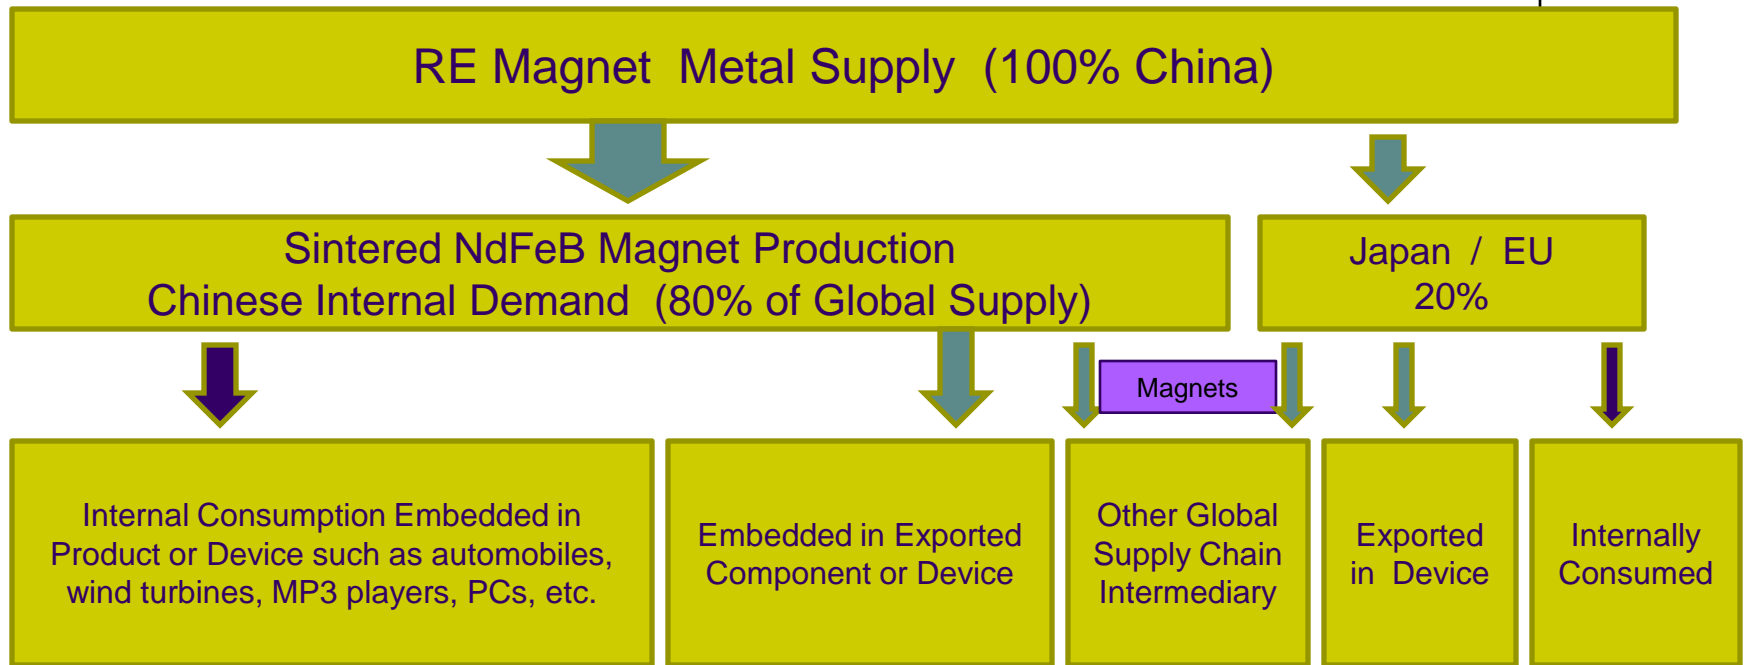 RE Magnet Metal Supply (100% China)
Sintered NdFeB Magnet Production
Chinese Internal Demand (80% of Global Supply)
Japan / EU
20%
Magnets
Internal Consumption Embedded in
Product or Device such as automobiles,
wind turbines, MP3 players, PCs, etc.
Embedded in Exported
Component or Device
Other Global
Supply Chain
Intermediary
Exported
in Device
Internally
Consumed